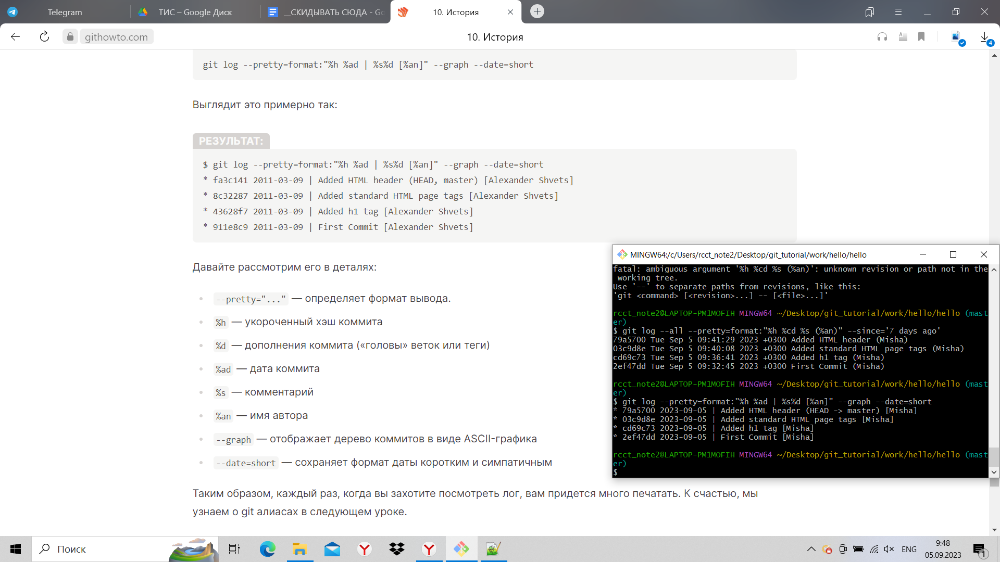 Telegram
ТИС – Google Диск
__СКИДЫВАТЬ СЮДА - Go
10. История
githowto.com
10. История
4
git log --pretty=format:"%h %ad | %s%d [%an]" --graph --date=short
Выглядит это примерно так:
РЕЗУЛЬТАТ:
$ git log --pretty=format:"%h %ad | %s%d [%an]" --graph --date=short
* fa3c141 2011-03-09 | Added HTML header (HEAD, master) [Alexander Shvets]
* 8c32287 2011-03-09 | Added standard HTML page tags [Alexander Shvets]
* 43628f7 2011-03-09 | Added h1 tag [Alexander Shvets]
* 911e8c9 2011-03-09 | First Commit [Alexander Shvets]
Давайте рассмотрим его в деталях:
--pretty="..." — определяет формат вывода.
%h — укороченный хэш коммита
%d — дополнения коммита («головы» веток или теги)
%ad — дата коммита
%s — комментарий
%an — имя автора
--graph — отображает дерево коммитов в виде ASCII-графика
--date=short — сохраняет формат даты коротким и симпатичным
Таким образом, каждый раз, когда вы захотите посмотреть лог, вам придется много печатать. К счастью, мы
узнаем о git алиасах в следующем уроке.
MINGW64:/c/Users/rcct_note2/Desktop/git_tutorial/work/hello/hello
fatal: ambiguous argument '%h %cd %s (%an)': unknown revision or path not in the
working tree.
Use '--' to separate paths from revisions, like this:
'git <command> [<revision>...] -- [<file>...]'
rcct_note2@LAPTOP-PM1MOFIH MINGW64 ~/Desktop/git_tutorial/work/hello/hello (mast
er)
$ git log --all --pretty=format:"%h %cd %s (%an)" --since='7 days ago'
79a5700 Tue Sep 5 09:41:29 2023 +0300 Added HTML header (Misha)
03c9d8e Tue Sep 5 09:40:08 2023 +0300 Added standard HTML page tags (Misha)
cd69c73 Tue Sep 5 09:36:41 2023 +0300 Added h1 tag (Misha)
2ef47dd Tue Sep 5 09:32:45 2023 +0300 First Commit (Misha)
rcct_note2@LAPTOP-PM1MOFIH MINGW64 ~/Desktop/git_tutorial/work/hello/hello (mast
er)
$ git log --pretty=format:"%h %ad | %s%d [%an]" --graph --date=short
* 79a5700 2023-09-05 | Added HTML header (HEAD -> master) [Misha]
* 03c9d8e 2023-09-05 | Added standard HTML page tags [Misha]
* cd69c73 2023-09-05 | Added h1 tag [Misha]
* 2ef47dd 2023-09-05 | First Commit [Misha]
rcct_note2@LAPTOP-PM1MOFIH MINGW64 ~/Desktop/git_tutorial/work/hello/hello (mast
er)
$
Поиск
ENG
9:48
05.09.2023
1